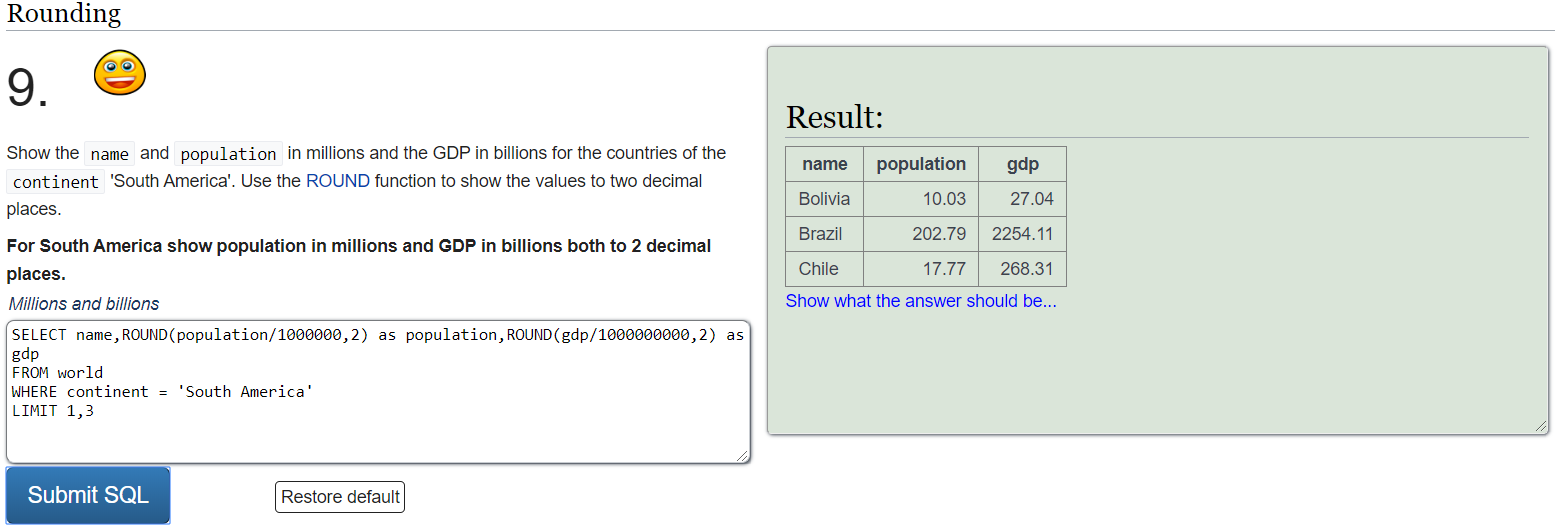 Rounding
9.
Show the name and population in millions and the GDP in billions for the countries of the
continent 'South America'. Use the ROUND function to show the values to two decimal
places.
For South America show population in millions and GDP in billions both to 2 decimal
places.
Millions and billions
SELECT name,ROUND(population/1000000,2) as population,ROUND(gdp/1000000000,2) as
gdp
FROM world
WHERE continent = 'South America'
LIMIT 1,3
Submit SQL
Restore default
Result:
name population gdp
Bolivia 10.03 27.04
Brazil 202.79 2254.11
Chile 17.77 268.31
Show what the answer should be...